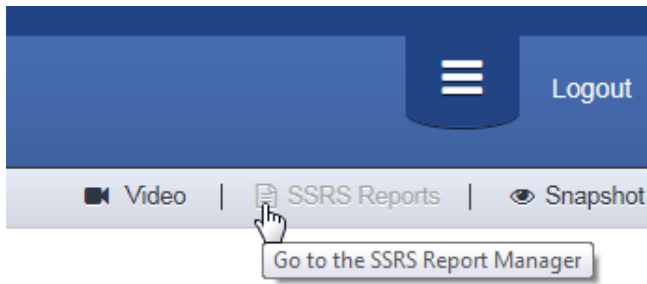 Logout
Video | SSRS Reports | Snapshot
Go to the SSRS Report Manager